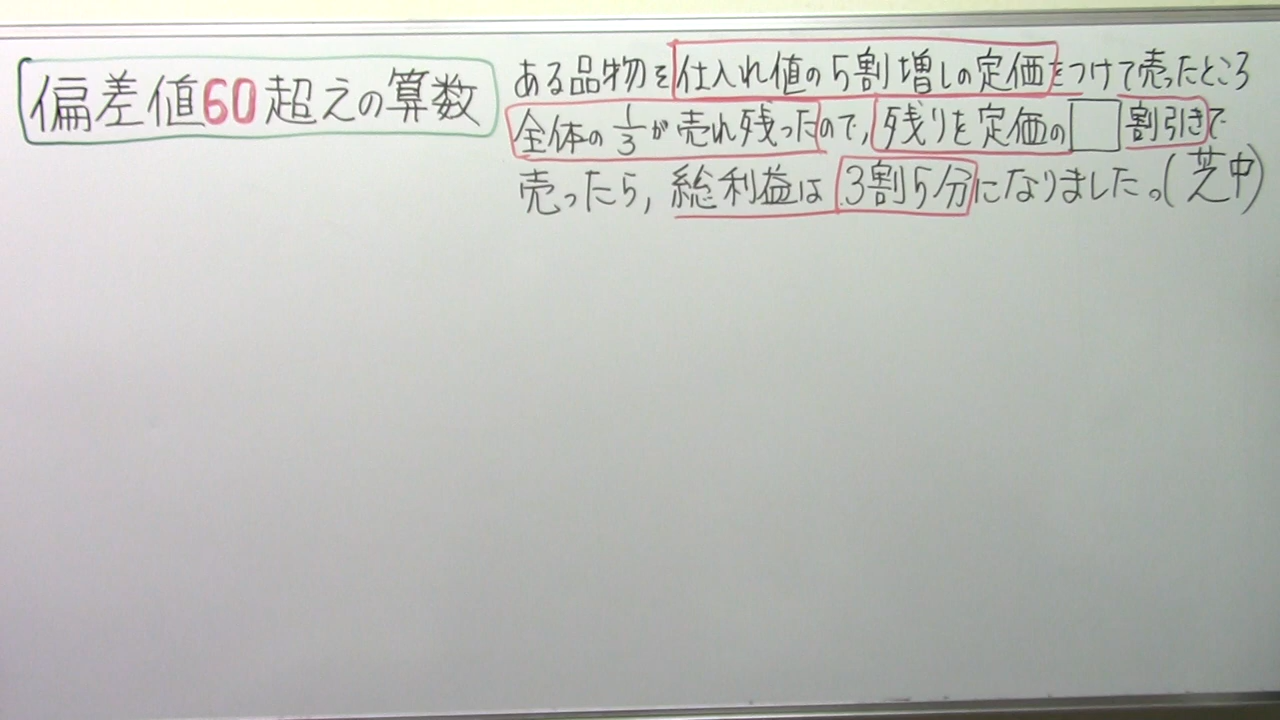 偏差値60超えの算数
ある品物を仕入れ値の5割増しの定価をつけて売ったところ
全体の1/3が売れ残ったので,残りを定価の□割引きで
売ったら,総利益は3割5分になりました。(芝中)